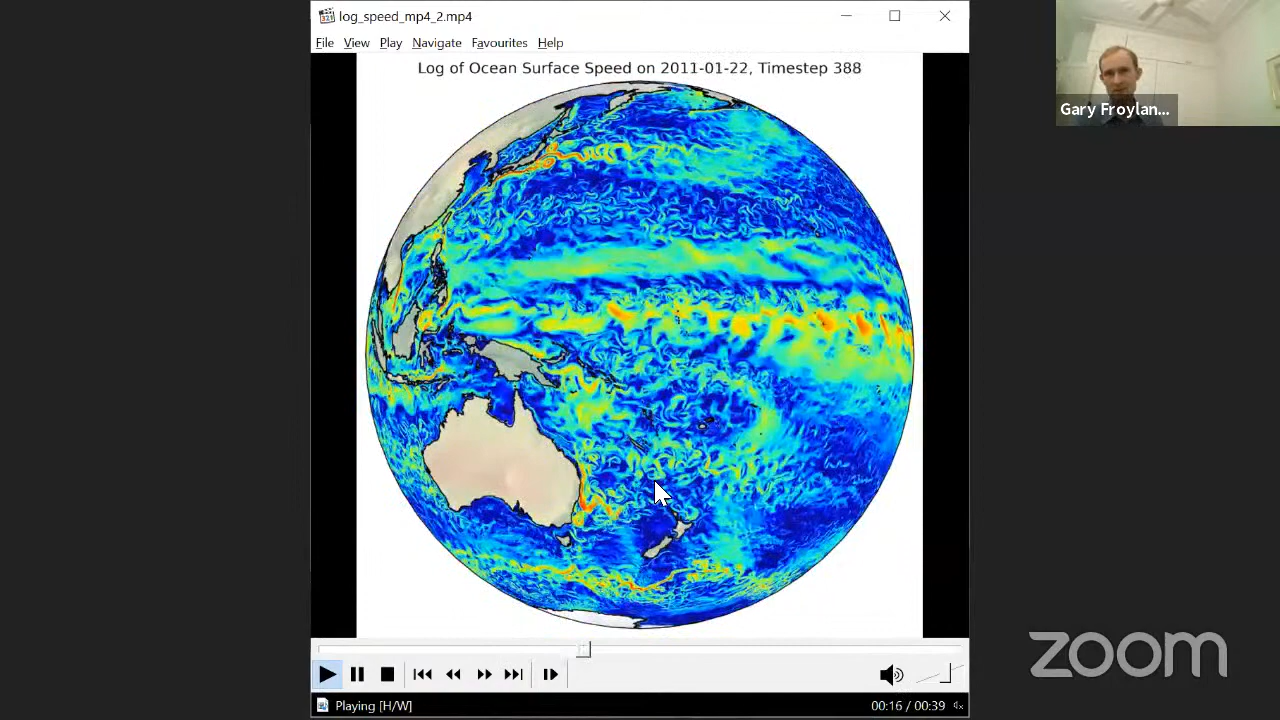 log_speed_mp4_2.mp4
File View Play Navigate Favourites Help
Log of Ocean Surface Speed on 2011-01-22, Timestep 388
Gary Froylan...
Playing [H/W]
00:16 / 00:39
zoom